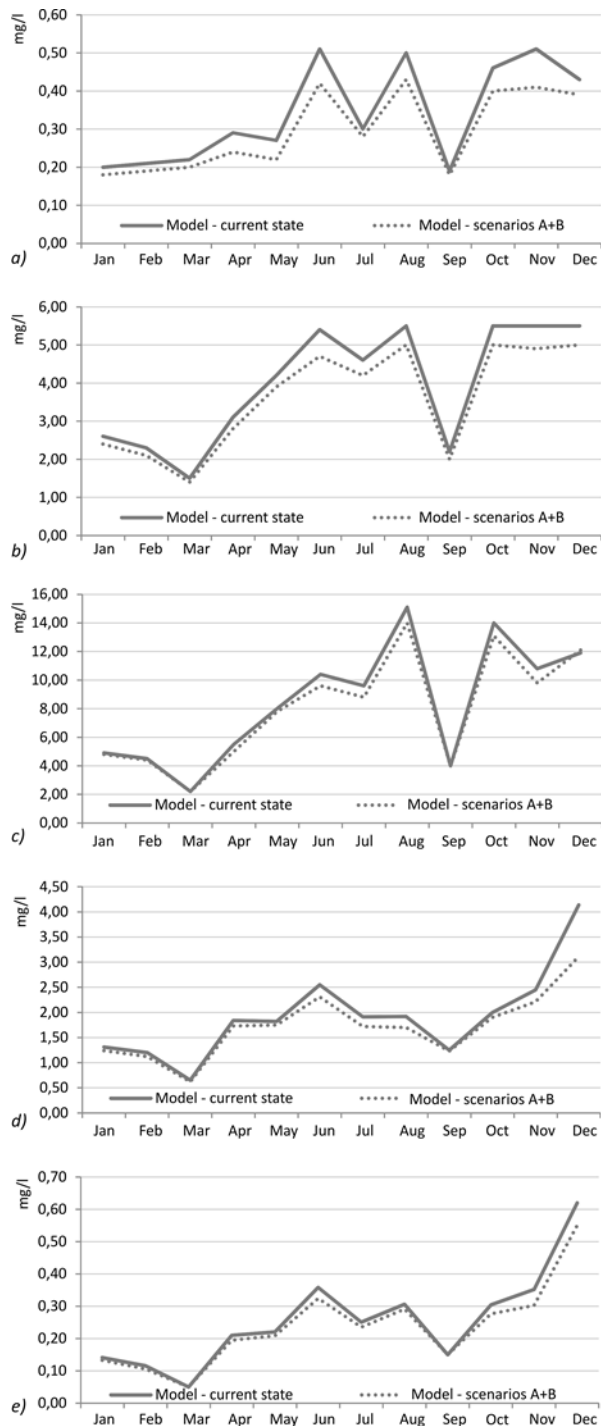 mg/l
0,60
0,50
0,40
0,30
0,20
0,10
0,00
Model - current state Model - scenarios A+B
a) Jan Feb Mar Apr May Jun Jul Aug Sep Oct Nov Dec
mg/l
6,00
5,00
4,00
3,00
2,00
1,00
0,00
Model - current state Model - scenarios A+B
b) Jan Feb Mar Apr May Jun Jul Aug Sep Oct Nov Dec
mg/l
16,00
14,00
12,00
10,00
8,00
6,00
4,00
2,00
0,00
Model - current state Model - scenarios A+B
c) Jan Feb Mar Apr May Jun Jul Aug Sep Oct Nov Dec
mg/l
4,50
4,00
3,50
3,00
2,50
2,00
1,50
1,00
0,50
0,00
Model - current state Model - scenarios A+B
d) Jan Feb Mar Apr May Jun Jul Aug Sep Oct Nov Dec
mg/l
0,70
0,60
0,50
0,40
0,30
0,20
0,10
0,00
Model - current state Model - scenarios A+B
e) Jan Feb Mar Apr May Jun Jul Aug Sep Oct Nov Dec